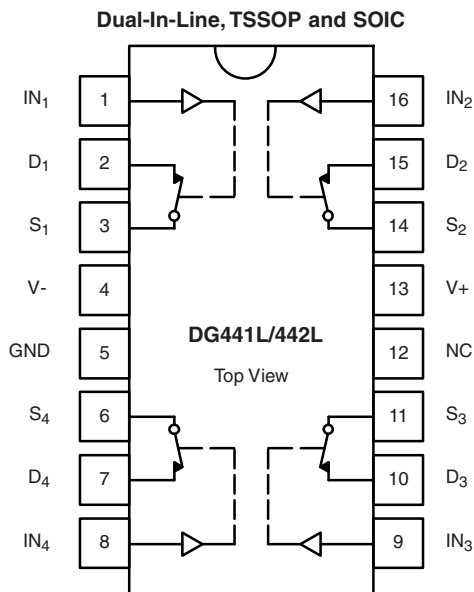 Dual-In-Line, TSSOP and SOIC
IN1 1 16 IN2
D1 2 15 D2
S1 3 14 S2
V- 4 13 V+
DG441L/442L
GND 5 12 NC
Top View
S4 6 11 S3
D4 7 10 D3
IN4 8 9 IN3